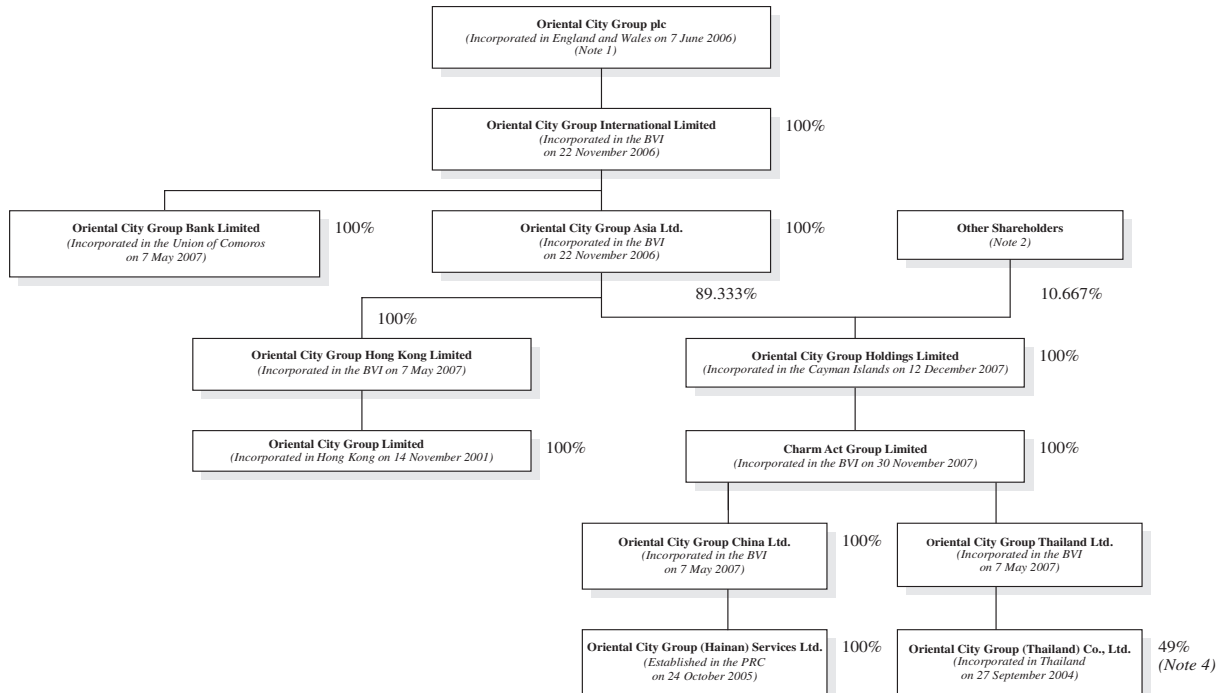 Oriental City Group plc
(Incorporated in England and Wales on 7 June 2006)
(Note 1)
Oriental City Group International Limited
(Incorporated in the BVI
on 22 November 2006)
100%
Oriental City Group Bank Limited
(Incorporated in the Union of Comoros
on 7 May 2007)
100%
Oriental City Group Asia Ltd.
(Incorporated in the BVI
on 22 November 2006)
100%
Other Shareholders
(Note 2)
89.333%
10.667%
100%
Oriental City Group Hong Kong Limited
(Incorporated in the BVI on 7 May 2007)
Oriental City Group Holdings Limited
(Incorporated in the Cayman Islands on 12 December 2007)
100%
Oriental City Group Limited
(Incorporated in Hong Kong on 14 November 2001)
100%
Charm Act Group Limited
(Incorporated in the BVI on 30 November 2007)
100%
Oriental City Group China Ltd.
(Incorporated in the BVI
on 7 May 2007)
100%
Oriental City Group Thailand Ltd.
(Incorporated in the BVI
on 7 May 2007)
Oriental City Group (Hainan) Services Ltd.
(Established in the PRC
on 24 October 2005)
100%
Oriental City Group (Thailand) Co., Ltd.
(Incorporated in Thailand
on 27 September 2004)
49%
(Note 4)